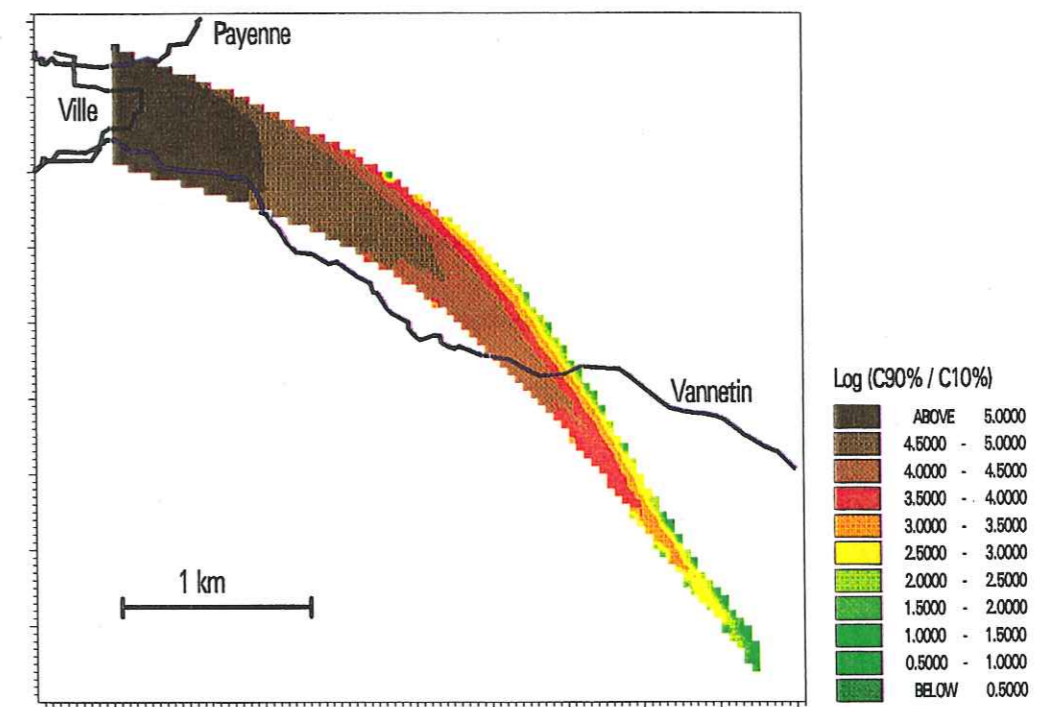 Payenne
Ville
Vannetin
1 km
Log (C90% / C10%)
ABOVE 5.0000
4.5000 - 5.0000
4.0000 - 4.5000
3.5000 - 4.0000
3.0000 - 3.5000
2.5000 - 3.0000
2.0000 - 2.5000
1.5000 - 2.0000
1.0000 - 1.5000
0.5000 - 1.0000
BELOW 0.5000